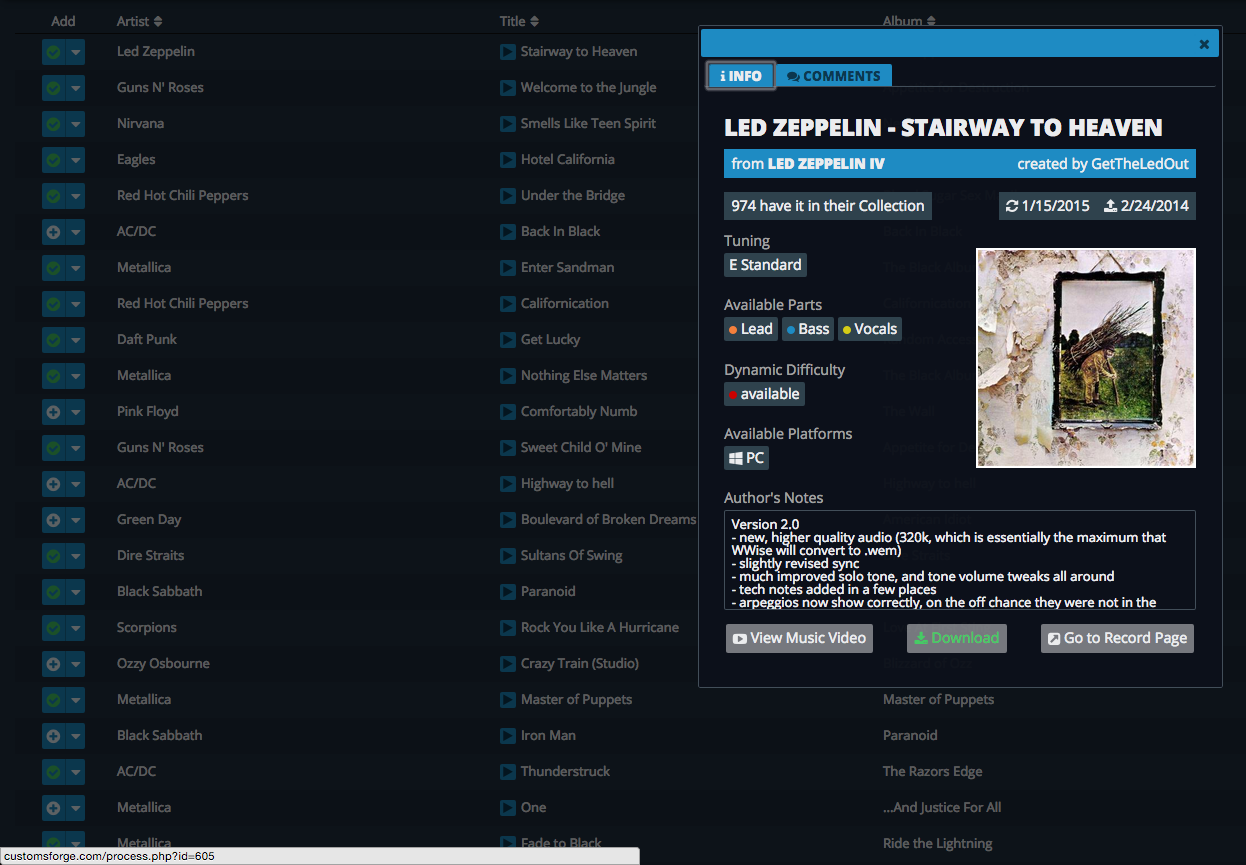 Add Artist Title Album
Led Zeppelin Stairway to Heaven
Guns N' Roses Welcome to the Jungle
Nirvana Smells Like Teen Spirit
Eagles Hotel California
Red Hot Chili Peppers Under the Bridge
AC/DC Back In Black
Metallica Enter Sandman
Red Hot Chili Peppers Californication
Daft Punk Get Lucky
Metallica Nothing Else Matters
Pink Floyd Comfortably Numb
Guns N' Roses Sweet Child O' Mine
AC/DC Highway to hell
Green Day Boulevard of Broken Dreams
Dire Straits Sultans Of Swing
Black Sabbath Paranoid
Scorpions Rock You Like A Hurricane
Ozzy Osbourne Crazy Train (Studio)
Metallica Master of Puppets Master of Puppets
Black Sabbath Iron Man Paranoid
AC/DC Thunderstruck The Razors Edge
Metallica One ...And Justice For All
Metallica Fade to Black Ride the Lightning
INFO COMMENTS
LED ZEPPELIN - STAIRWAY TO HEAVEN
from LED ZEPPELIN IV created by GetTheLedOut
974 have it in their Collection 1/15/2015 2/24/2014
Tuning
E Standard
Available Parts
Lead Bass Vocals
Dynamic Difficulty
available
Available Platforms
PC
Author's Notes
Version 2.0
- new, higher quality audio (320k, which is essentially the maximum that
WWise will convert to .wem)
- slightly revised sync
- much improved solo tone, and tone volume tweaks all around
- tech notes added in a few places
- arpeggios now show correctly, on the off chance they were not in the
View Music Video Download Go to Record Page
customsforge.com/process.php?id=605